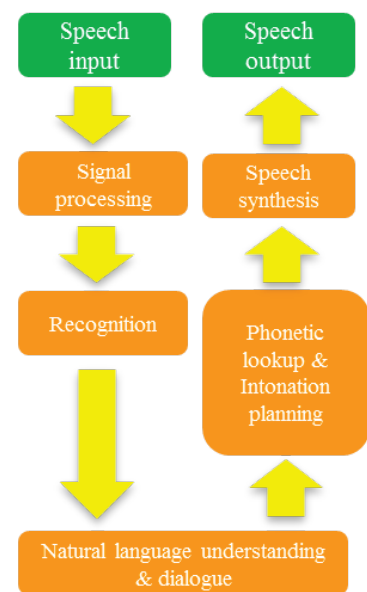 Speech
input
Speech
output
Signal
processing
Speech
synthesis
Recognition
Phonetic
lookup &
Intonation
planning
Natural language understanding
& dialogue